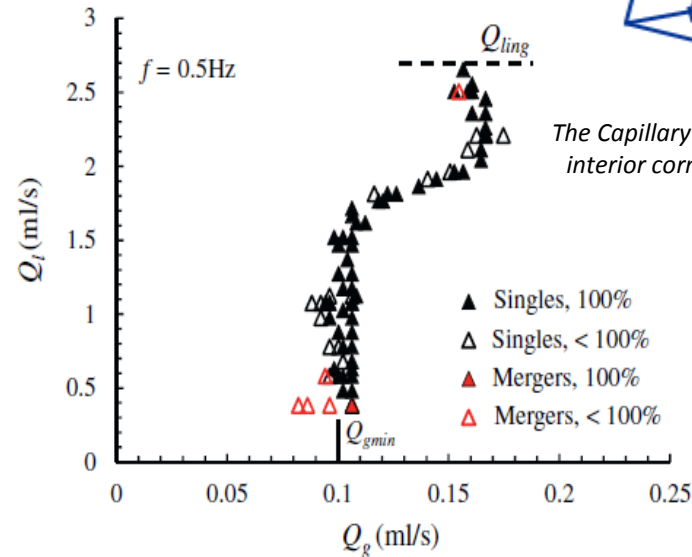 3
2.5
2
1.5
1
0.5
0
Q_l (ml/s)
f = 0.5Hz
Q_ling
The Capillary
interior corr
Singles, 100%
Singles, < 100%
Mergers, 100%
Mergers, < 100%
Q_gmin
0 0.05 0.1 0.15 0.2 0.25
Q_g (ml/s)